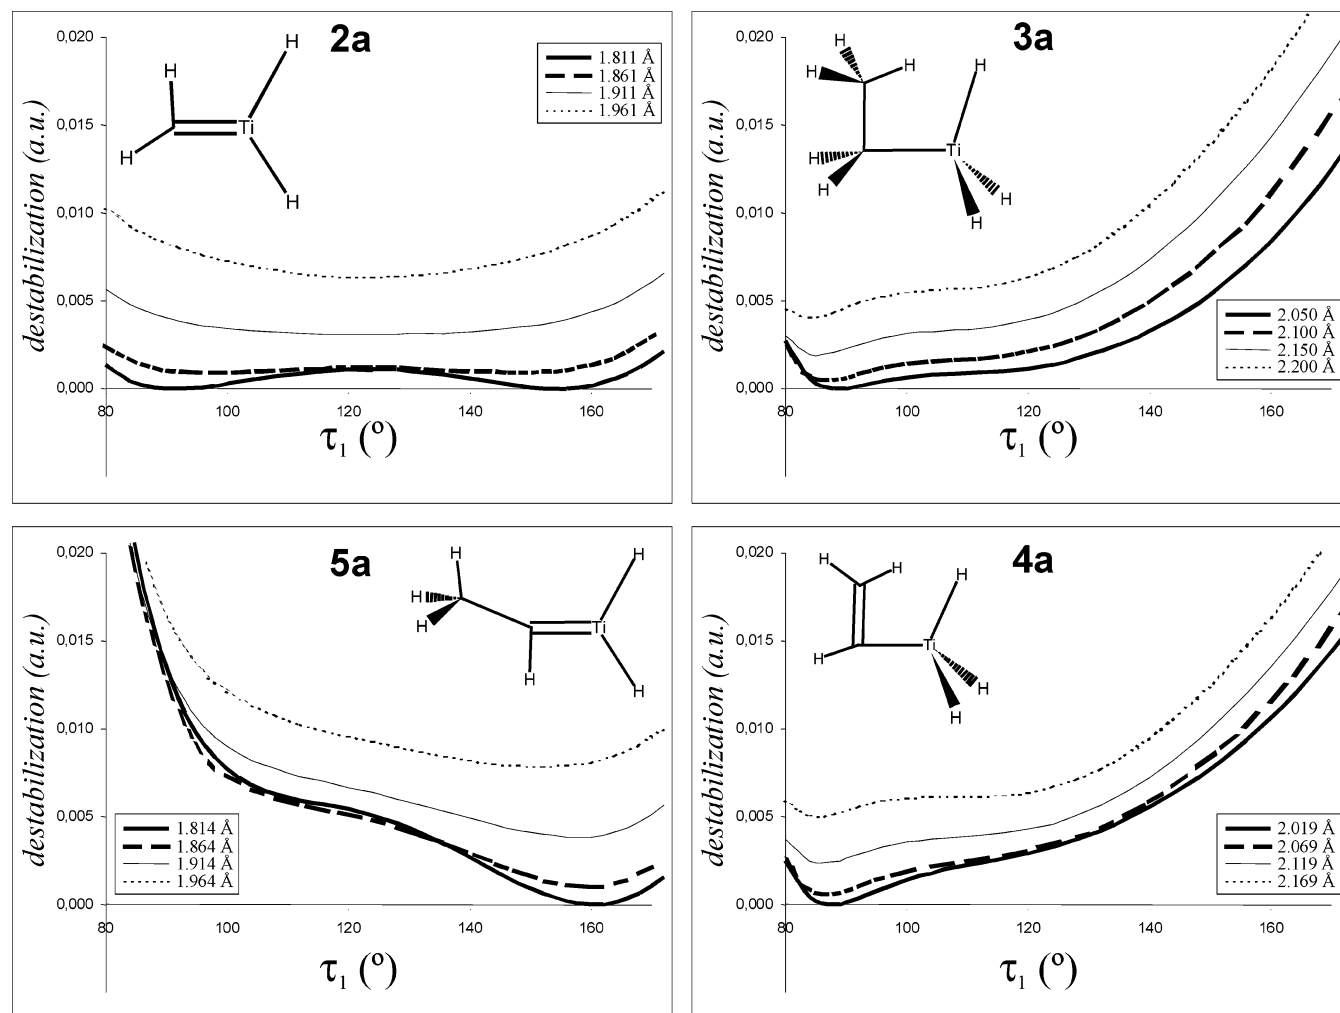 2a
destabilization (a.u.)
0,020
0,015
0,010
0,005
0,000
80
100
120
140
160
τ₁ (º)
1.811 Å
1.861 Å
1.911 Å
1.961 Å
H
H
H
Ti
H
3a
destabilization (a.u.)
0,020
0,015
0,010
0,005
0,000
80
100
120
140
160
τ₁ (º)
H
H
H
H
H
Ti
H
H
H
2.050 Å
2.100 Å
2.150 Å
2.200 Å
5a
destabilization (a.u.)
0,020
0,015
0,010
0,005
0,000
80
100
120
140
160
τ₁ (º)
H
H
H
H
Ti
H
H
1.814 Å
1.864 Å
1.914 Å
1.964 Å
4a
destabilization (a.u.)
0,020
0,015
0,010
0,005
0,000
80
100
120
140
160
τ₁ (º)
H
H
H
H
Ti
H
H
2.019 Å
2.069 Å
2.119 Å
2.169 Å